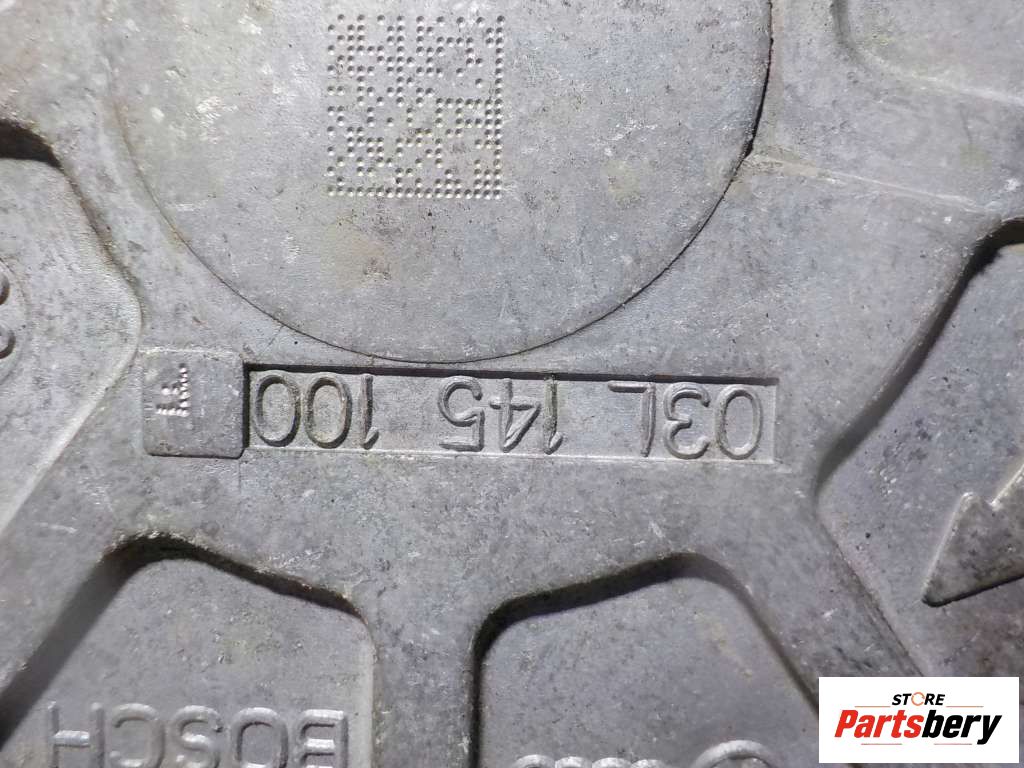 03L 145 100 F
BOSCH
STORE
Partsbery